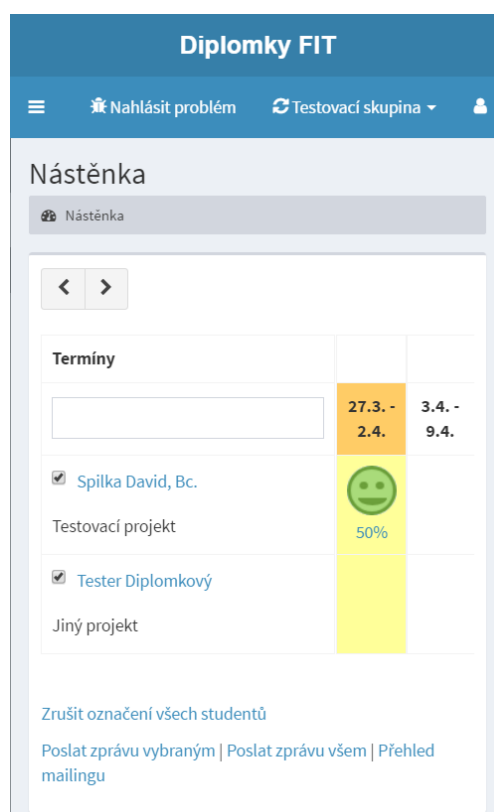 Diplomky FIT
Nahlásit problém Testovací skupina
Nástěnka
Nástěnka
Termíny
27.3. - 3.4. -
2.4. 9.4.
Spilka David, Bc.
Testovací projekt
50%
Tester Diplomkový
Jiný projekt
Zrušit označení všech studentů
Poslat zprávu vybraným | Poslat zprávu všem | Přehled
mailingu